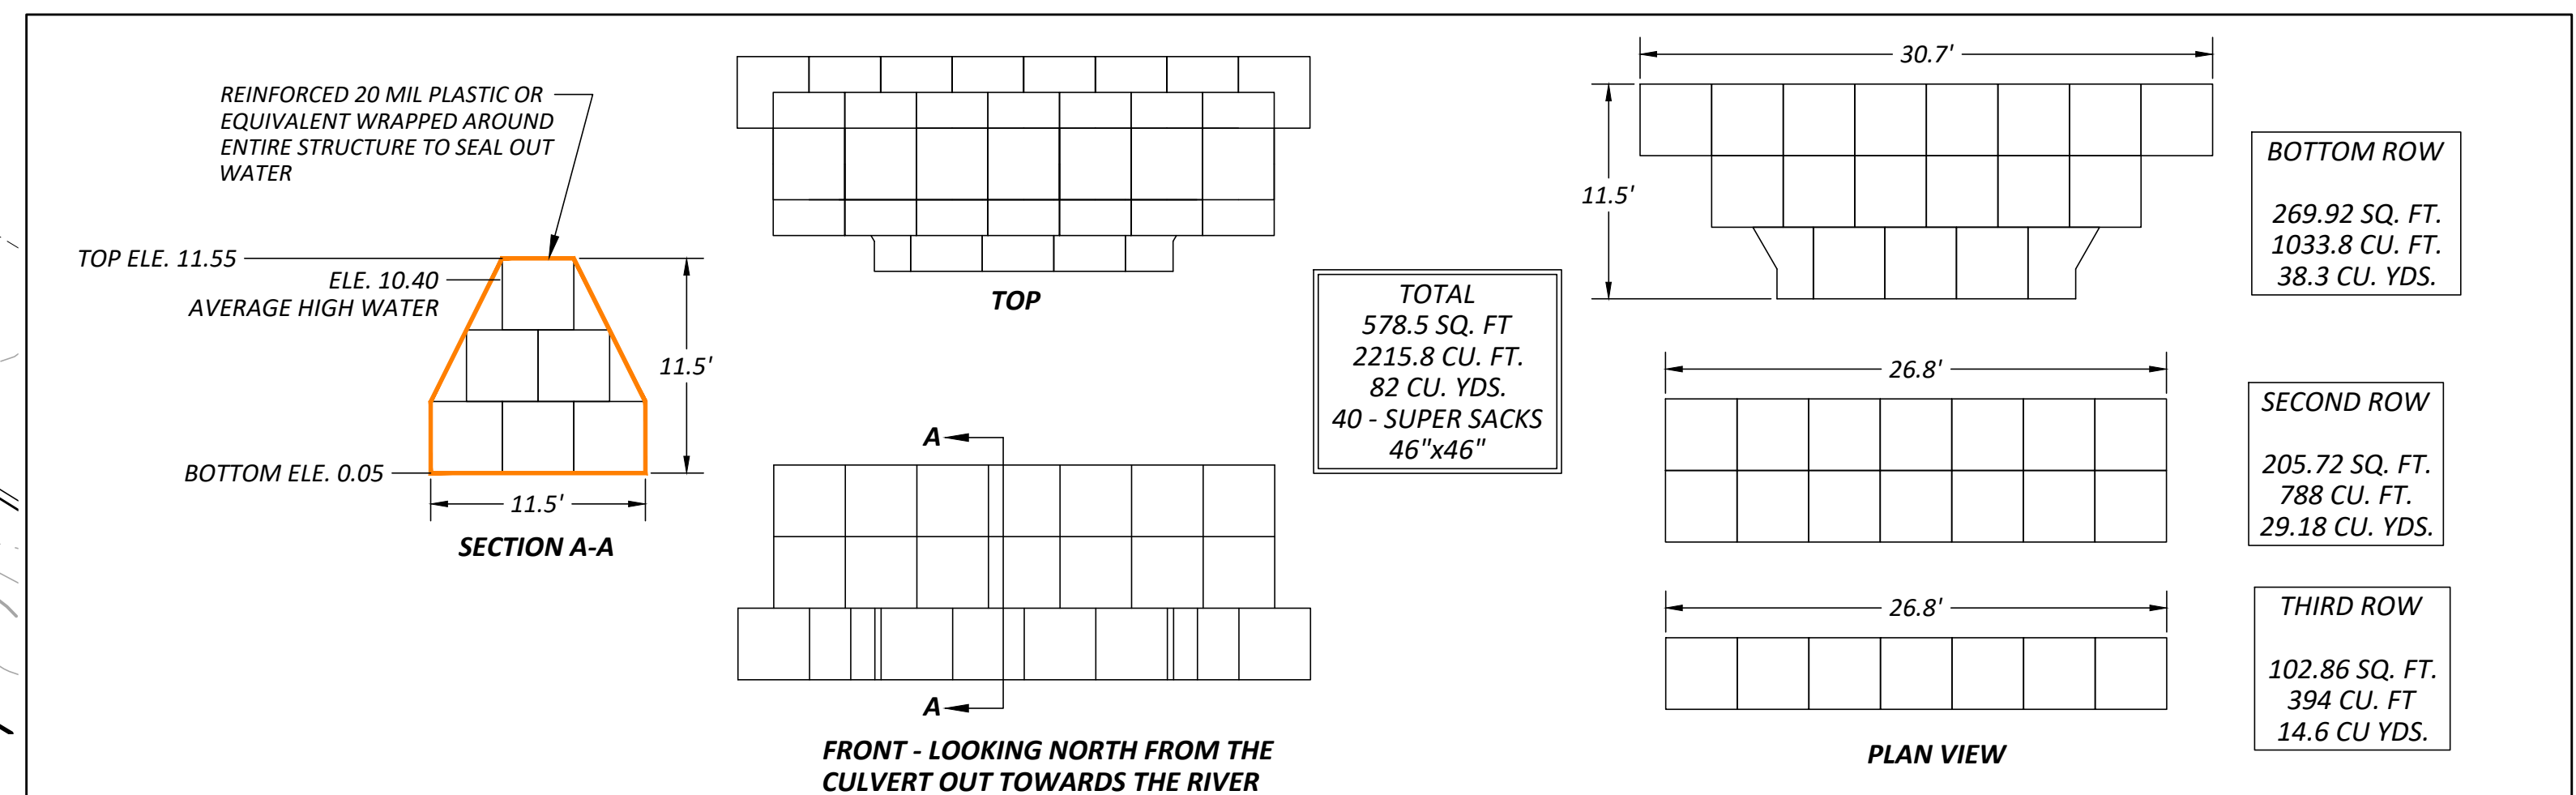 REINFORCED 20 MIL PLASTIC OR
EQUIVALENT WRAPPED AROUND
ENTIRE STRUCTURE TO SEAL OUT
WATER
TOP ELE. 11.55
ELE. 10.40
AVERAGE HIGH WATER
11.5'
BOTTOM ELE. 0.05
11.5'
SECTION A-A
TOP
TOTAL
578.5 SQ. FT
2215.8 CU. FT.
82 CU. YDS.
40 - SUPER SACKS
46"x46"
A
A
FRONT - LOOKING NORTH FROM THE
CULVERT OUT TOWARDS THE RIVER
30.7'
11.5'
26.8'
26.8'
PLAN VIEW
BOTTOM ROW
269.92 SQ. FT.
1033.8 CU. FT.
38.3 CU. YDS.
SECOND ROW
205.72 SQ. FT.
788 CU. FT.
29.18 CU. YDS.
THIRD ROW
102.86 SQ. FT.
394 CU. FT
14.6 CU YDS.